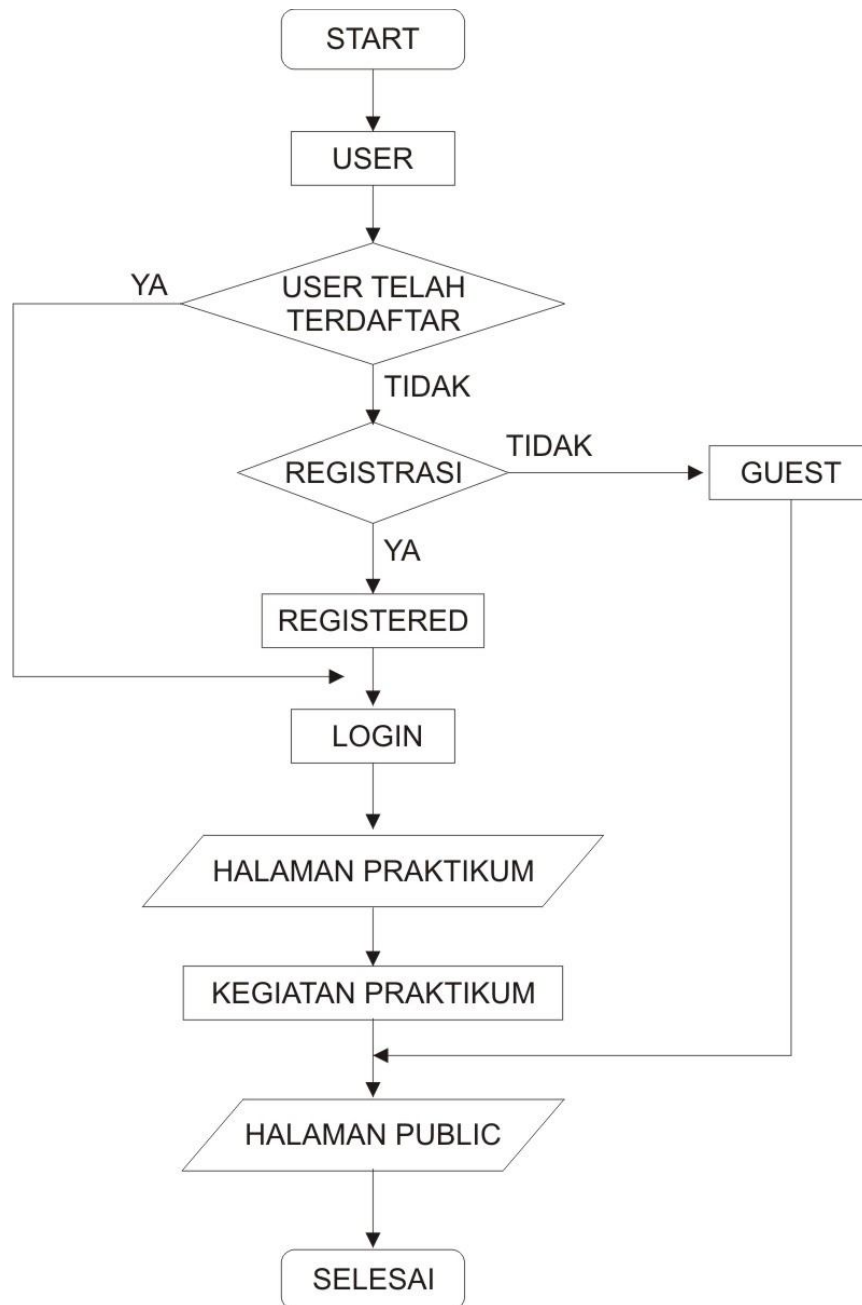 START
USER
YA
USER TELAH
TERDAFTAR
TIDAK
REGISTRASI
TIDAK
GUEST
YA
REGISTERED
LOGIN
HALAMAN PRAKTIKUM
KEGIATAN PRAKTIKUM
HALAMAN PUBLIC
SELESAI